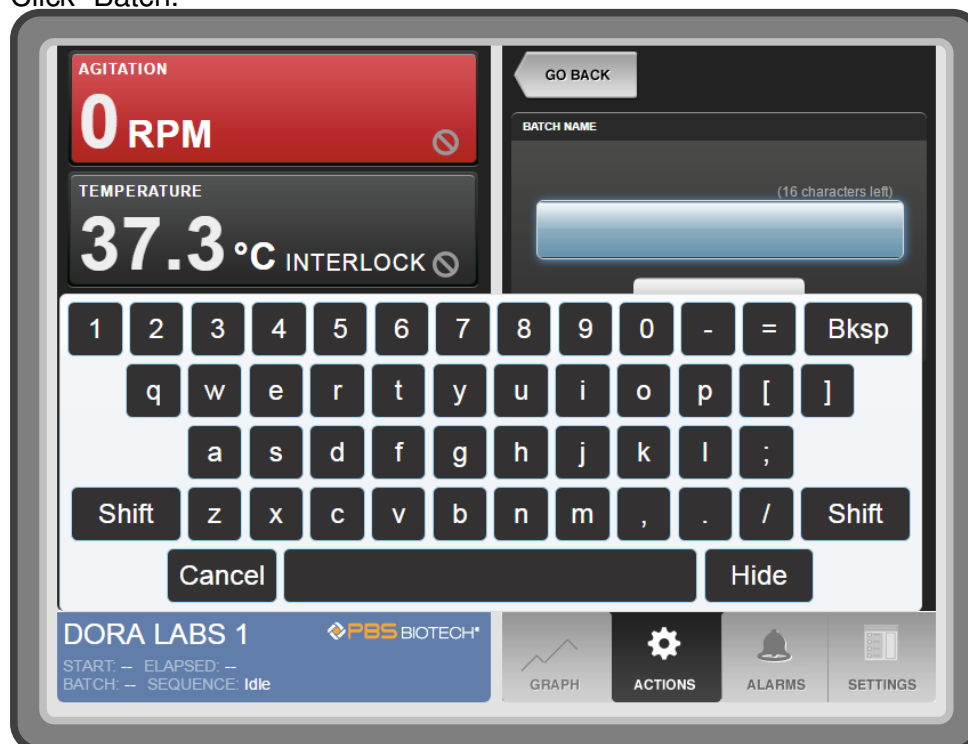 Click "Batch.
AGITATION
0 RPM
TEMPERATURE
37.3 °C INTERLOCK
GO BACK
BATCH NAME
(16 characters left)
1 2 3 4 5 6 7 8 9 0 - = Bksp
q w e r t y u i o p [ ]
a s d f g h j k l ;
Shift z x c v b n m , . / Shift
Cancel Hide
DORA LABS 1
PBS BIOTECH®
START: -- ELAPSED: --
BATCH: -- SEQUENCE: Idle
GRAPH ACTIONS ALARMS SETTINGS